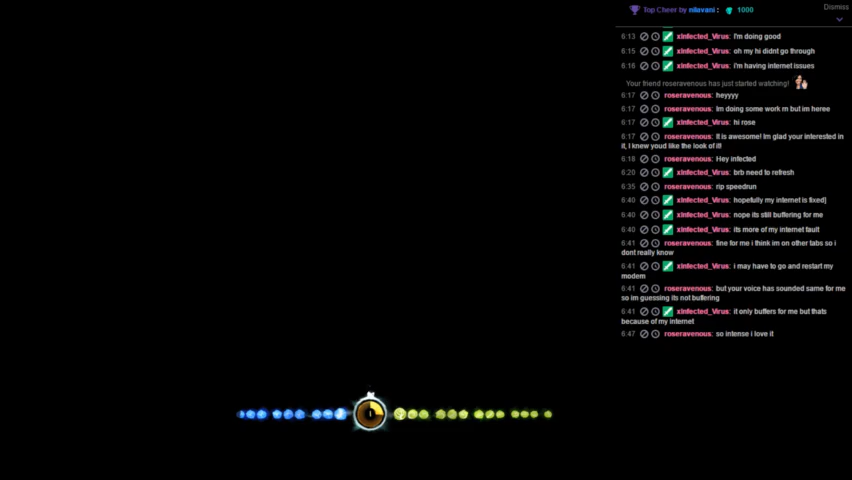 Top Cheer by nilavani : 1000
Dismiss
6:13 xInfected_Virus: I'm doing good
6:15 xInfected_Virus: oh my hi didnt go through
6:16 xInfected_Virus: i'm having internet issues
Your friend roseravenous has just started watching!
6:17 roseravenous: heyyyy
6:17 roseravenous: Im doing some work rn but im heree
6:17 xInfected_Virus: hi rose
6:17 roseravenous: It is awesome! Im glad your interested in
it, I knew youd like the look of it!
6:18 roseravenous: Hey infected
6:20 xInfected_Virus: brb need to refresh
6:35 roseravenous: rip speedrun
6:40 xInfected_Virus: hopefully my internet is fixed]
6:40 xInfected_Virus: nope its still buffering for me
6:40 xInfected_Virus: its more of my internet fault
6:41 roseravenous: fine for me i think im on other tabs so i
dont really know
6:41 xInfected_Virus: i may have to go and restart my
modem
6:41 roseravenous: but your voice has sounded same for me
so im guessing its not buffering
6:41 xInfected_Virus: it only buffers for me but thats
because of my internet
6:47 roseravenous: so intense i love it